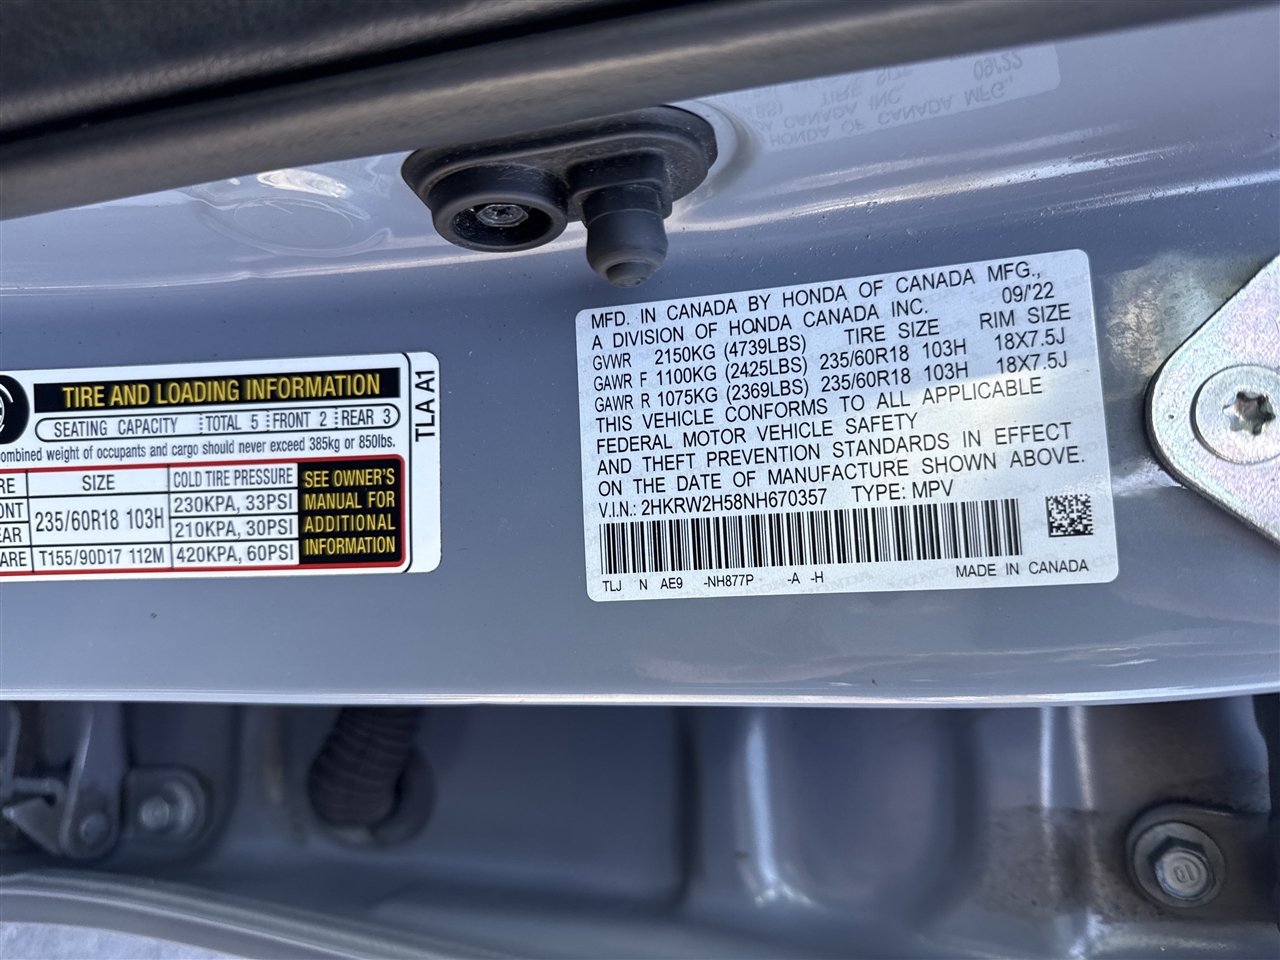 TIRE AND LOADING INFORMATION
SEATING CAPACITY TOTAL 5 FRONT 2 REAR 3
ombined weight of occupants and cargo should never exceed 385kg or 850lbs.
RE SIZE COLD TIRE PRESSURE
ONT 235/60R18 103H 230KPA, 33PSI
EAR 210KPA, 30PSI
ARE T155/90D17 112M 420KPA, 60PSI
SEE OWNER'S
MANUAL FOR
ADDITIONAL
INFORMATION
TLA A1
MFD. IN CANADA BY HONDA OF CANADA MFG.,
A DIVISION OF HONDA CANADA INC. 09/'22
GVWR 2150KG (4739LBS) TIRE SIZE RIM SIZE
GAWR F 1100KG (2425LBS) 235/60R18 103H 18X7.5J
GAWR R 1075KG (2369LBS) 235/60R18 103H 18X7.5J
THIS VEHICLE CONFORMS TO ALL APPLICABLE
FEDERAL MOTOR VEHICLE SAFETY
AND THEFT PREVENTION STANDARDS IN EFFECT
ON THE DATE OF MANUFACTURE SHOWN ABOVE.
V.I.N.: 2HKRW2H58NH670357 TYPE: MPV
TLJ N AE9 -NH877P -A -H MADE IN CANADA
10